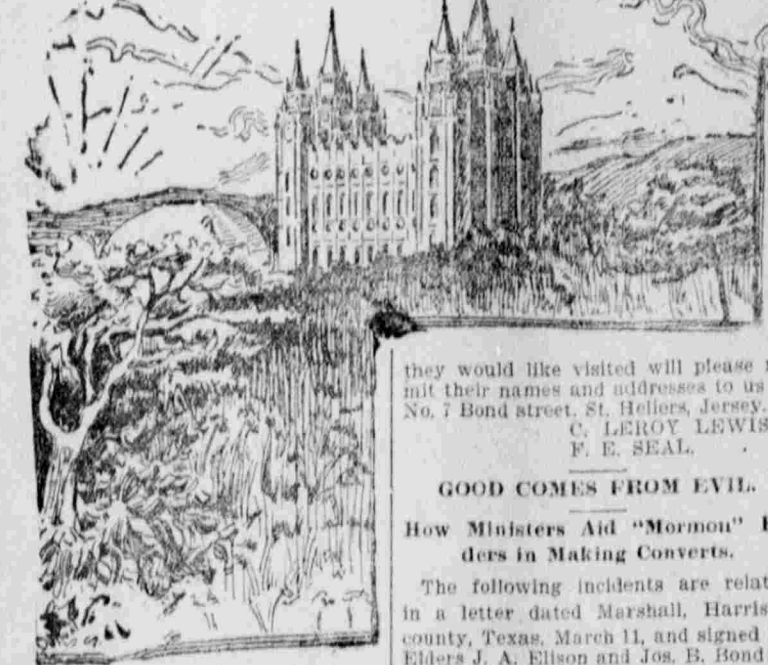 they would like visited will please
mit their names and addresses to us
No. 7 Bond street, St. Heliers, Jersey.
C. LEROY LEWIS
F. E. SEAL.
GOOD COMES FROM EVIL.
How Ministers Aid "Mormon" E
ders in Making Converts.
The following incidents are relat
in a letter dated Marshall, Harris
county, Texas, March 11, and signed
Elders J. A. Elison and Jos. B. Bond